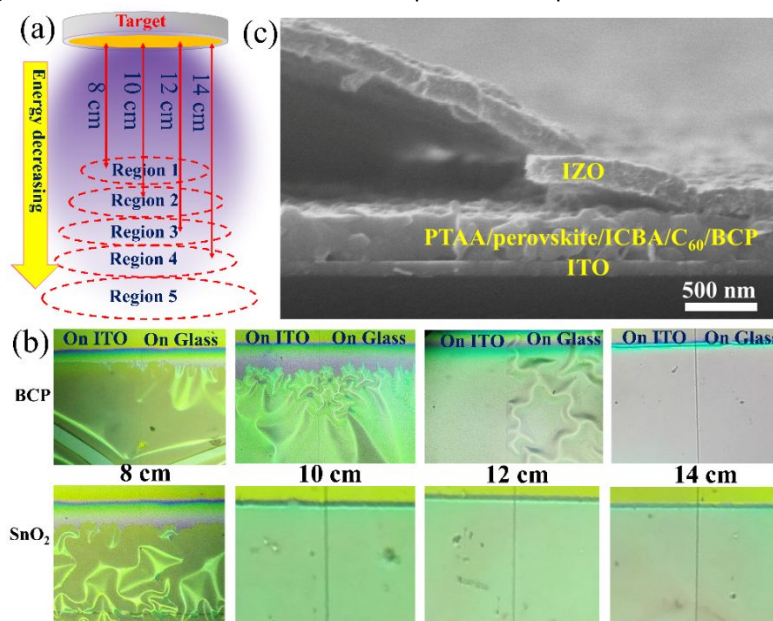 (a)
Target
8 cm
10 cm
12 cm
14 cm
Energy decreasing
Region 1
Region 2
Region 3
Region 4
Region 5
(c)
IZO
PTAA/perovskite/ICBA/C60/BCP
ITO
500 nm
(b)
On ITO On Glass
On ITO On Glass
On ITO On Glass
On ITO On Glass
BCP
8 cm
10 cm
12 cm
14 cm
SnO2